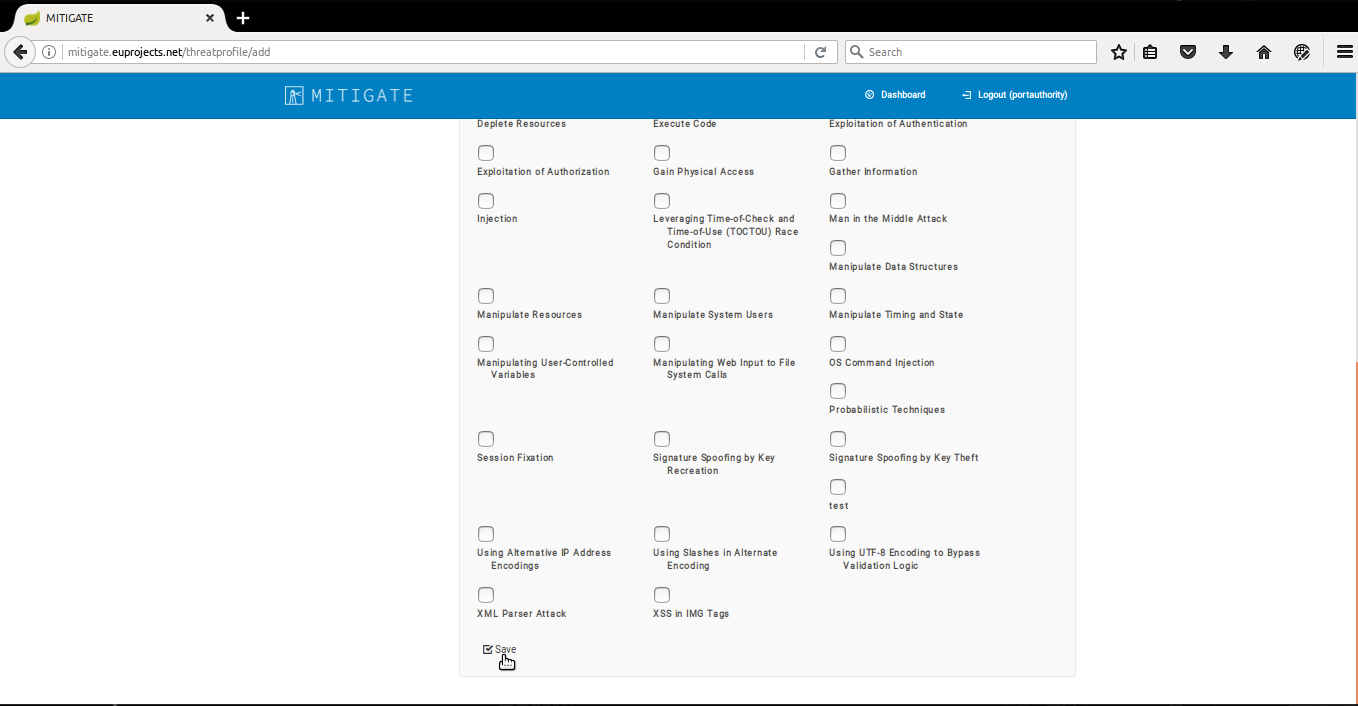 MITIGATE
mitigate.euprojects.net/threatprofile/add
Search
MITIGATE
Dashboard
Logout (portauthority)
Deplete Resources
Execute Code
Exploitation of Authentication
Exploitation of Authorization
Gain Physical Access
Gather Information
Injection
Leveraging Time-of-Check and
Time-of-Use (TOCTOU) Race
Condition
Man in the Middle Attack
Manipulate Data Structures
Manipulate Resources
Manipulate System Users
Manipulate Timing and State
Manipulating User-Controlled
Variables
Manipulating Web Input to File
System Calls
OS Command Injection
Probabilistic Techniques
Session Fixation
Signature Spoofing by Key
Recreation
Signature Spoofing by Key Theft
test
Using Alternative IP Address
Encodings
Using Slashes in Alternate
Encoding
Using UTF-8 Encoding to Bypass
Validation Logic
XML Parser Attack
XSS in IMG Tags
Save